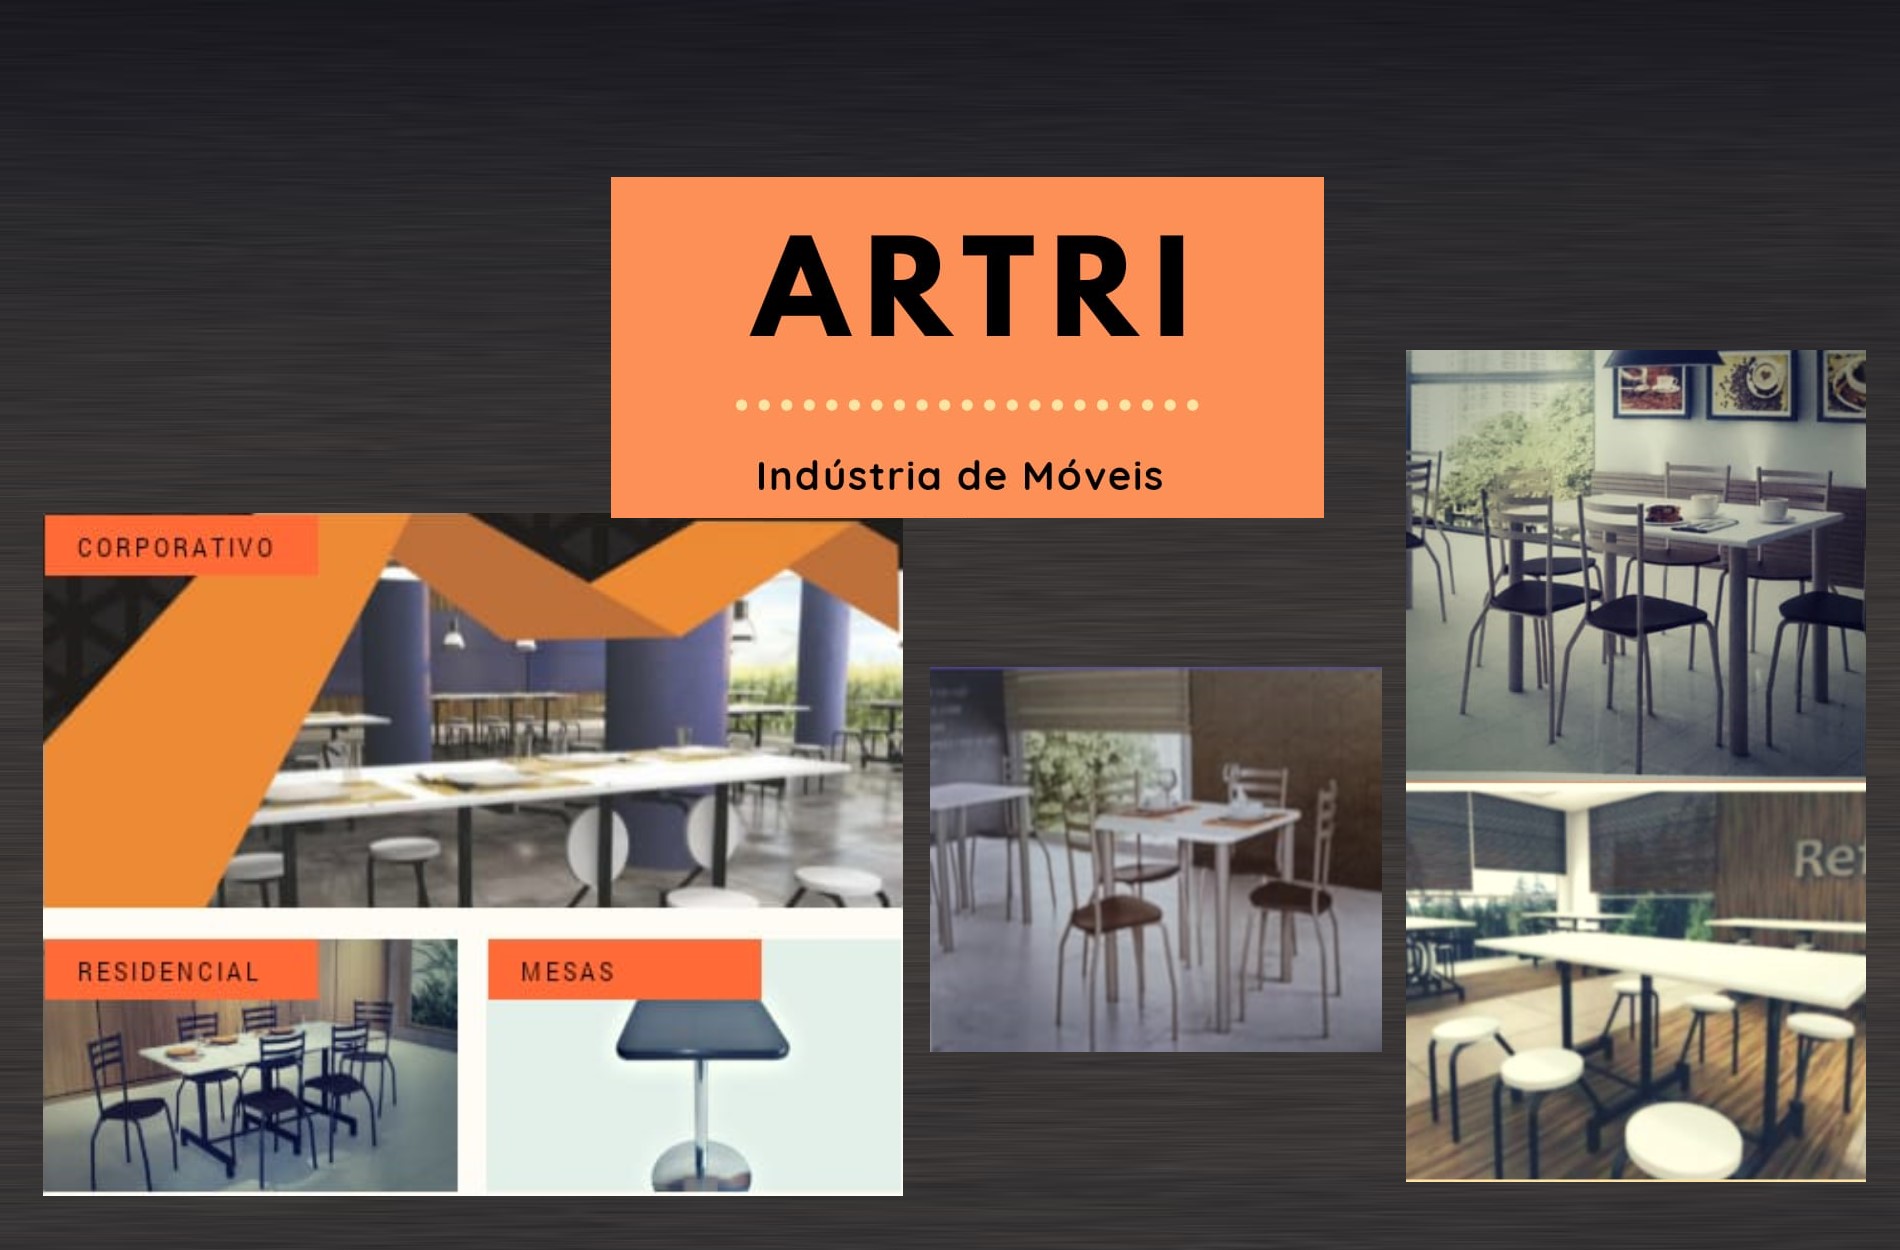 ARTRI
Indústria de Móveis
CORPORATIVO
RESIDENCIAL
MESAS